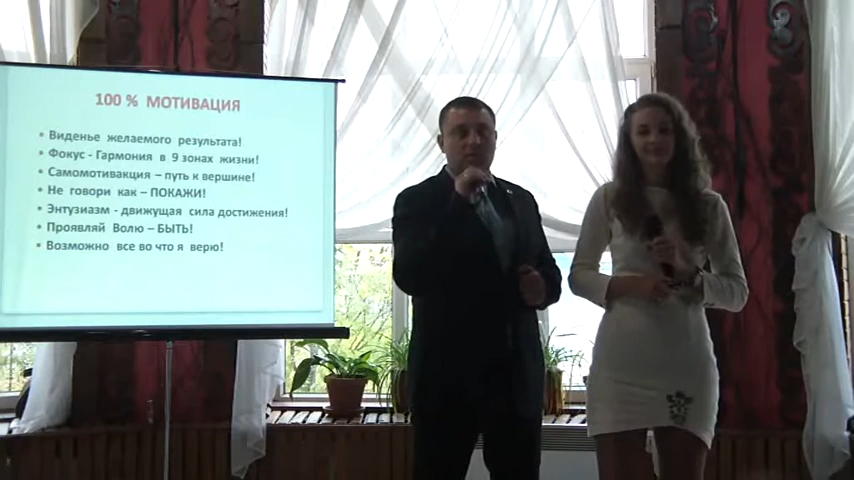 100 % МОТИВАЦИЯ
•Виденье желаемого результата!
•Фокус - ГАРМОНИЯ в 9 зонах жизни!
•Самомотивакция – путь к вершине!
•Не говори как – ПОКАЖИ!
•Энтузиазм - движущая сила достижения!
•Проявляй Волю – БЫТЬ!
•Возможно все во что я верю!